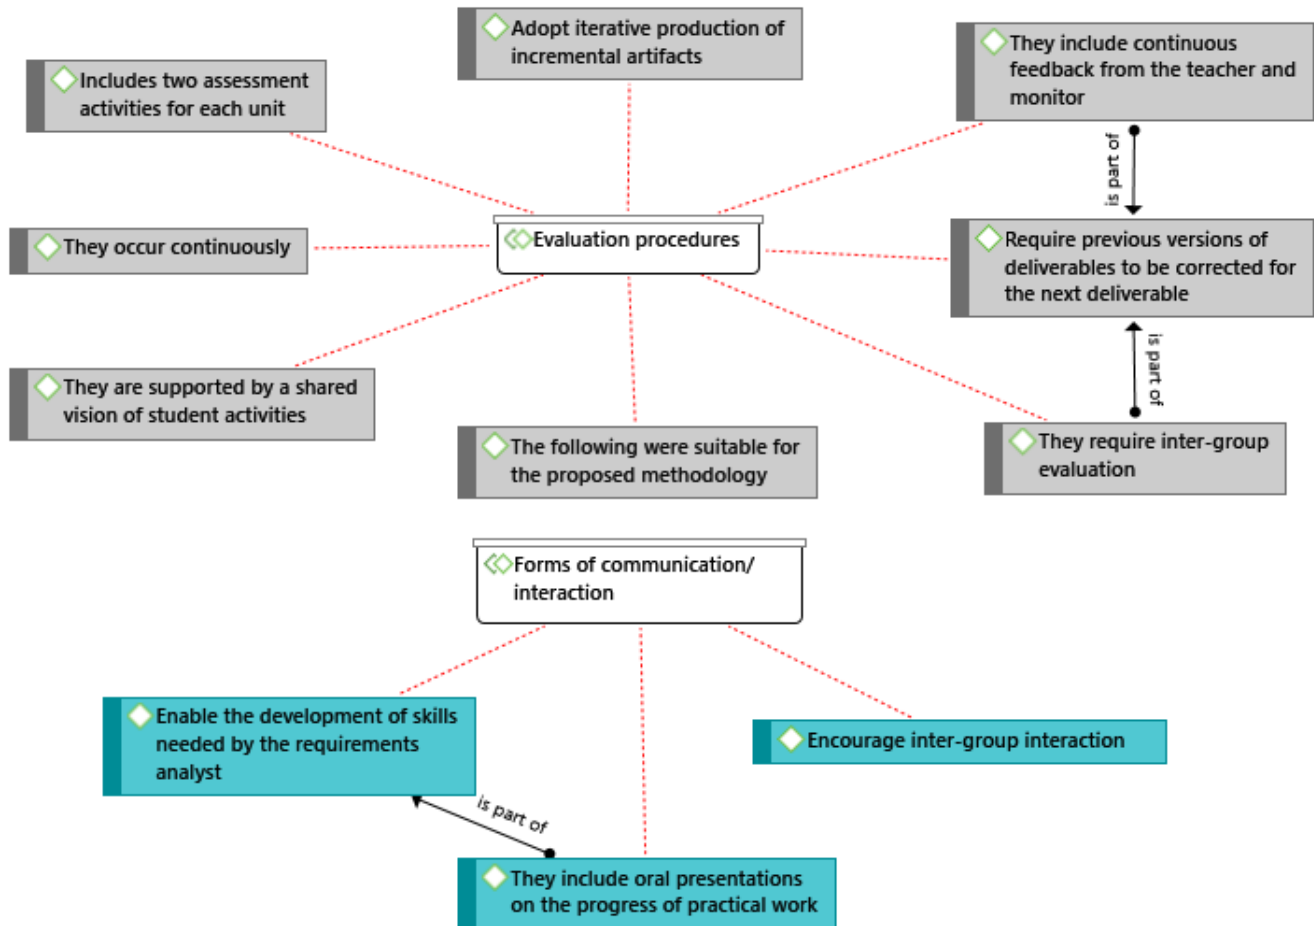 Adopt iterative production of
incremental artifacts
They include continuous
feedback from the teacher and
monitor
Includes two assessment
activities for each unit
is part of
They occur continuously
Evaluation procedures
Require previous versions of
deliverables to be corrected for
the next deliverable
is part of
They are supported by a shared
vision of student activities
The following were suitable for
the proposed methodology
They require inter-group
evaluation
Forms of communication/
interaction
Enable the development of skills
needed by the requirements
analyst
Encourage inter-group interaction
is part of
They include oral presentations
on the progress of practical work